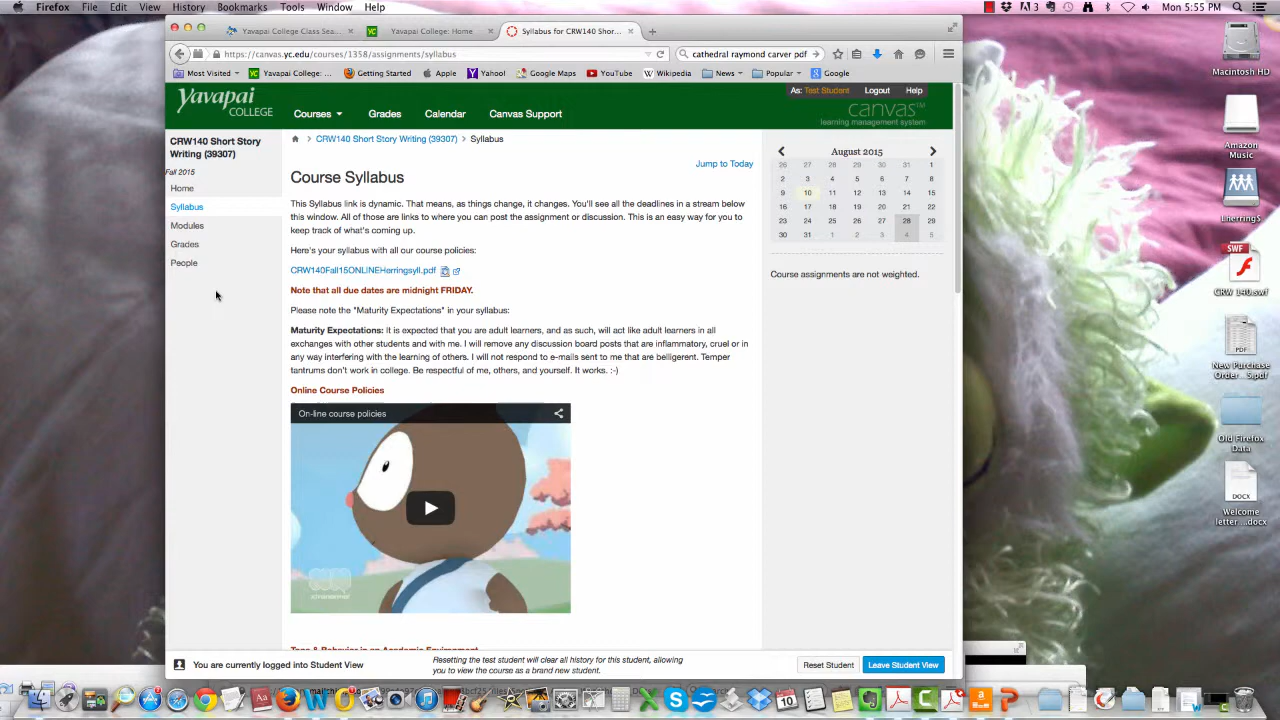 Firefox File Edit View History Bookmarks Tools Window Help
3 Mon 5:55 PM
Yavapai College Class Sea... Yavapai College: Home Syllabus for CRW140 Shor...
https://canvas.yc.edu/courses/1358/assignments/syllabus
cathedral raymond carver pdf
Most Visited Yavapai College: ... Getting Started Apple Yahoo! Google Maps YouTube Wikipedia News Popular Google
As: Test Student Logout Help
Yavapai COLLEGE
Courses Grades Calendar Canvas Support
canvas™
learning management system
CRW140 Short Story Writing (39307) > Syllabus
CRW140 Short Story
Writing (39307)
Fall 2015
Home
Syllabus
Modules
Grades
People
Jump to Today
Course Syllabus
This Syllabus link is dynamic. That means, as things change, it changes. You'll see all the deadlines in a stream below
this window. All of those are links to where you can post the assignment or discussion. This is an easy way for you to
keep track of what's coming up.
Here's your syllabus with all our course policies:
CRW140Fall15ONLINEHerringsyll.pdf
Note that all due dates are midnight FRIDAY.
Please note the "Maturity Expectations" in your syllabus:
Maturity Expectations: It is expected that you are adult learners, and as such, will act like adult learners in all
exchanges with other students and with me. I will remove any discussion board posts that are inflammatory, cruel or in
any way interfering with the learning of others. I will not respond to e-mails sent to me that are belligerent. Temper
tantrums don't work in college. Be respectful of me, others, and yourself. It works. :-)
Online Course Policies
On-line course policies
August 2015
26 27 28 29 30 31 1
2 3 4 5 6 7 8
9 10 11 12 13 14 15
16 17 18 19 20 21 22
23 24 25 26 27 28 29
30 31 1 2 3 4 5
Course assignments are not weighted.
You are currently logged into Student View
Resetting the test student will clear all history for this student, allowing
you to view the course as a brand new student.
Reset Student
Leave Student View
Macintosh HD
Amazon
Music
Lherring$
SWF
CRW 140.swf
PDF
New Purchase
Order ...S.pdf
Old Firefox
Data
DOCX
Welcome
letter ...docx